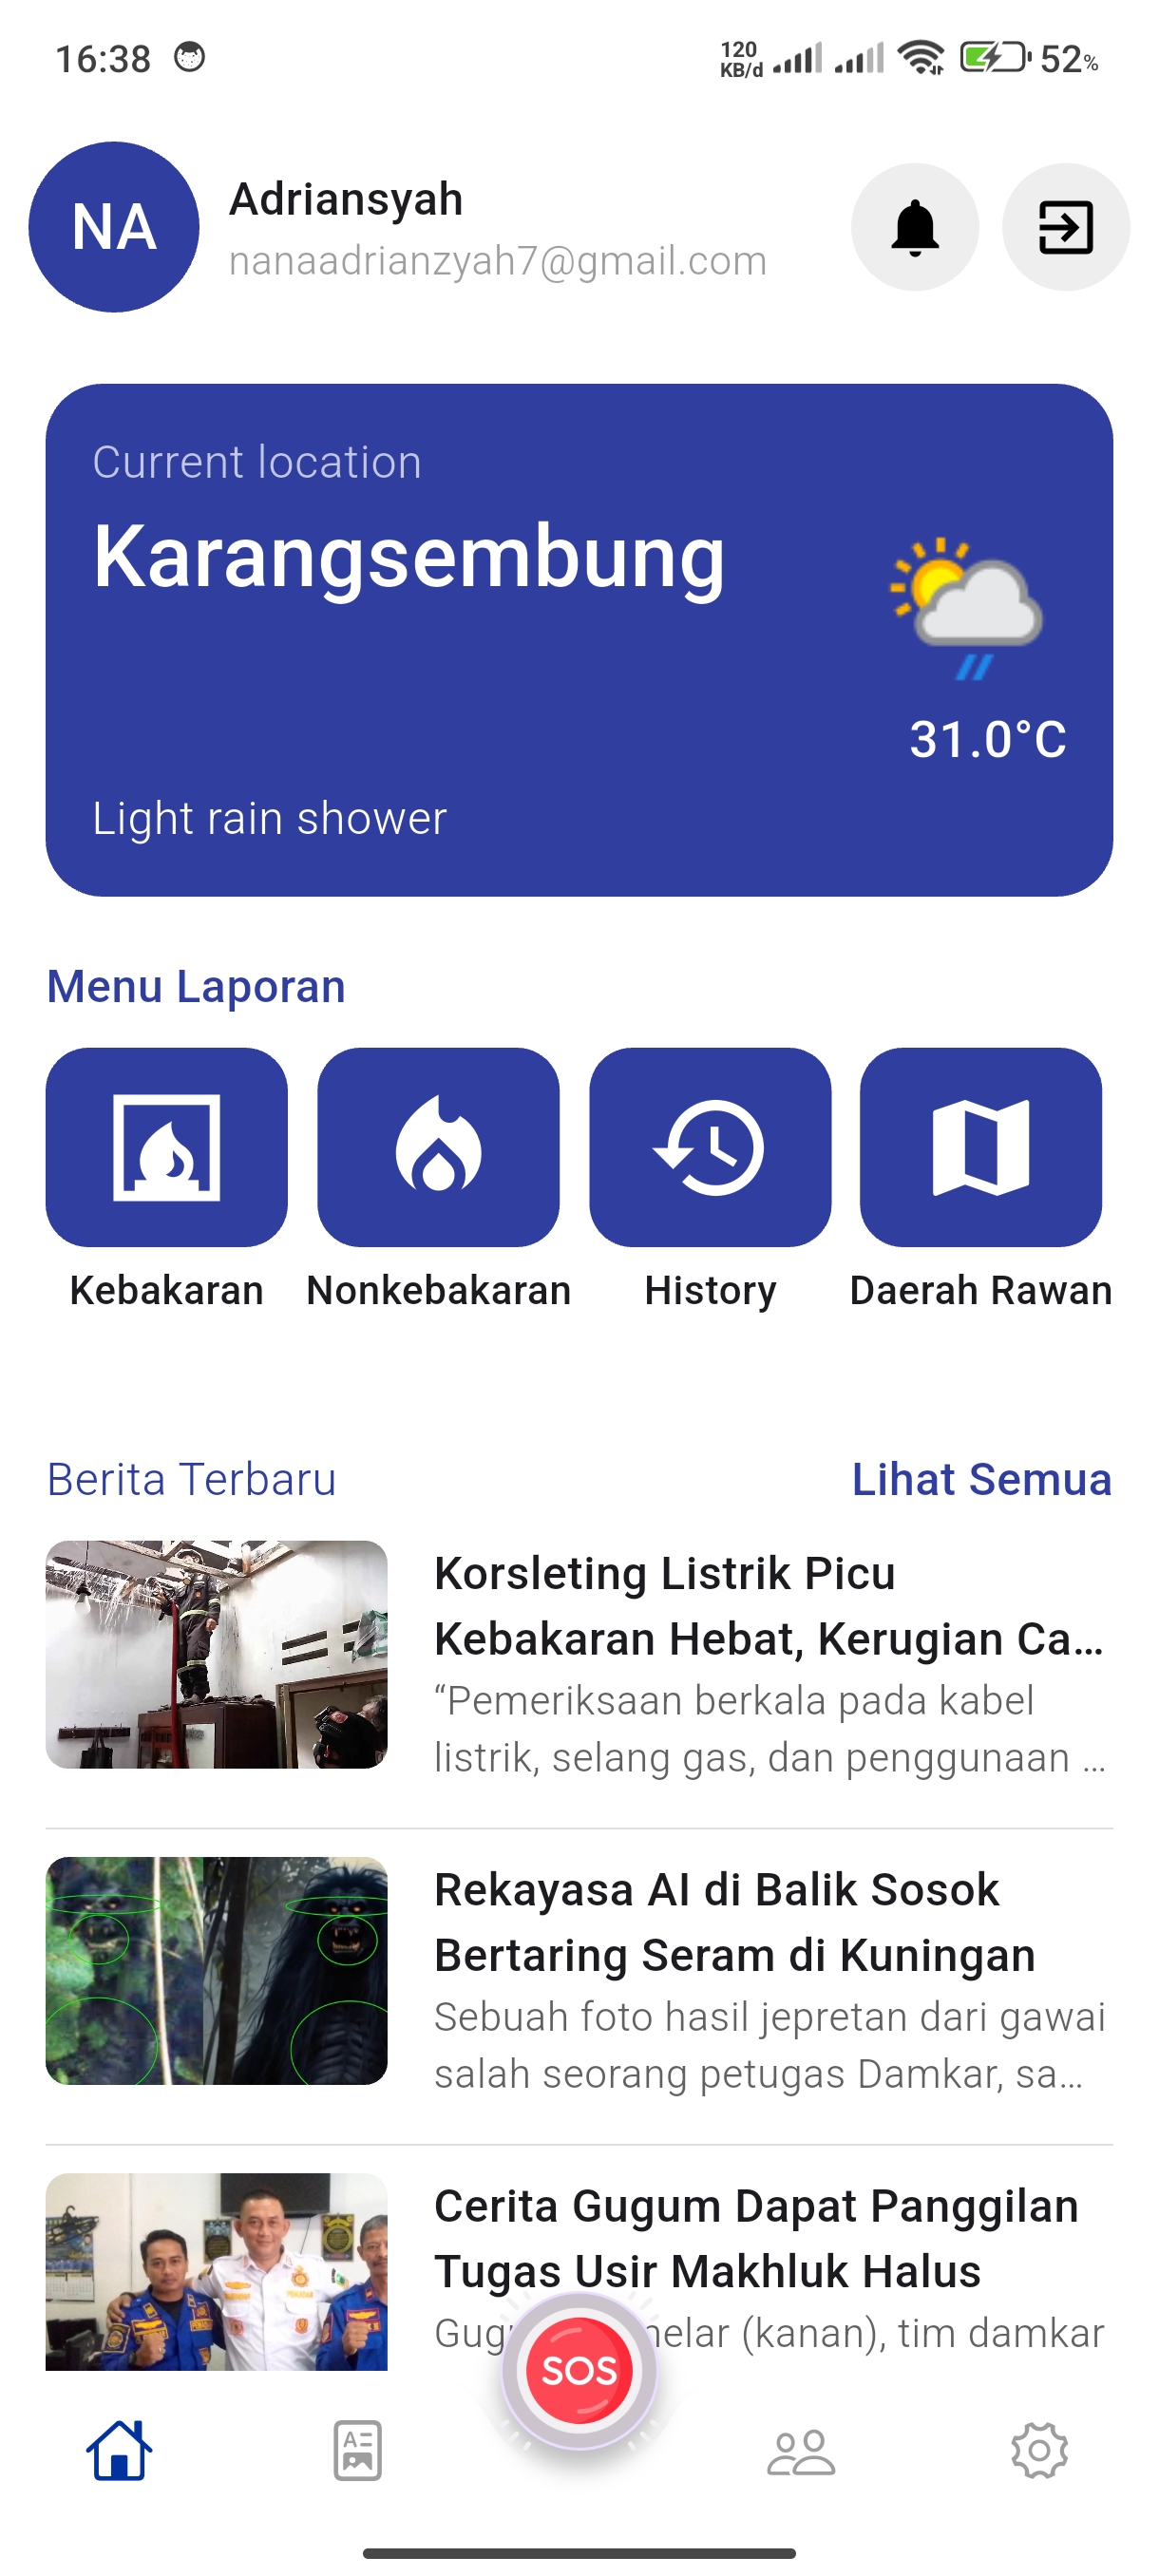 16:38
120
KB/d
52%
NA
Adriansyah
nanaadrianzyah7@gmail.com
Current location
Karangsembung
31.0°C
Light rain shower
Menu Laporan
Kebakaran
Nonkebakaran
History
Daerah Rawan
Berita Terbaru
Lihat Semua
Korsleting Listrik Picu
Kebakaran Hebat, Kerugian Ca...
“Pemeriksaan berkala pada kabel
listrik, selang gas, dan penggunaan ...
Rekayasa AI di Balik Sosok
Bertaring Seram di Kuningan
Sebuah foto hasil jepretan dari gawai
salah seorang petugas Damkar, sa...
Cerita Gugum Dapat Panggilan
Tugas Usir Makhluk Halus
(kanan), tim damkar
SOS